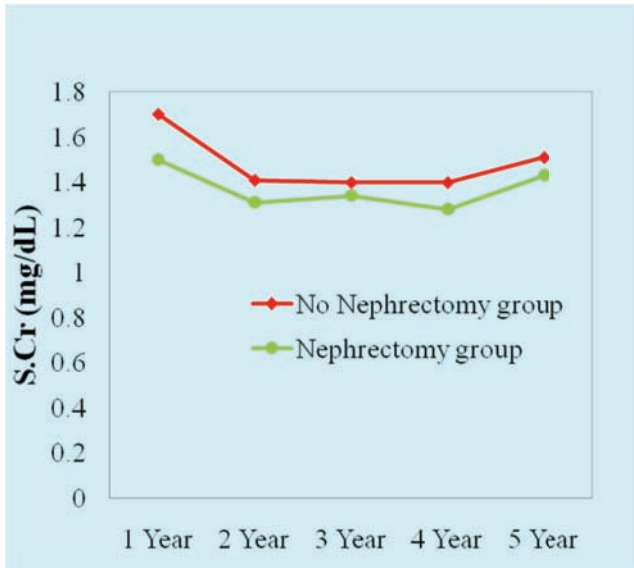 1.8
1.6
1.4
1.2
1
0.8
0.6
0.4
0.2
0
S.Cr (mg/dL)
No Nephrectomy group
Nephrectomy group
1 Year 2 Year 3 Year 4 Year 5 Year